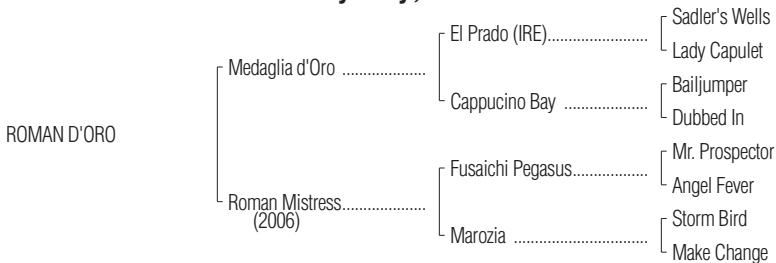 Sadler's Wells
El Prado (IRE)
Lady Capulet
Medaglia d'Oro
Bailjumper
Cappucino Bay
Dubbed In
ROMAN D'ORO
Mr. Prospector
Fusaichi Pegasus
Angel Fever
Roman Mistress
(2006)
Storm Bird
Marozia
Make Change